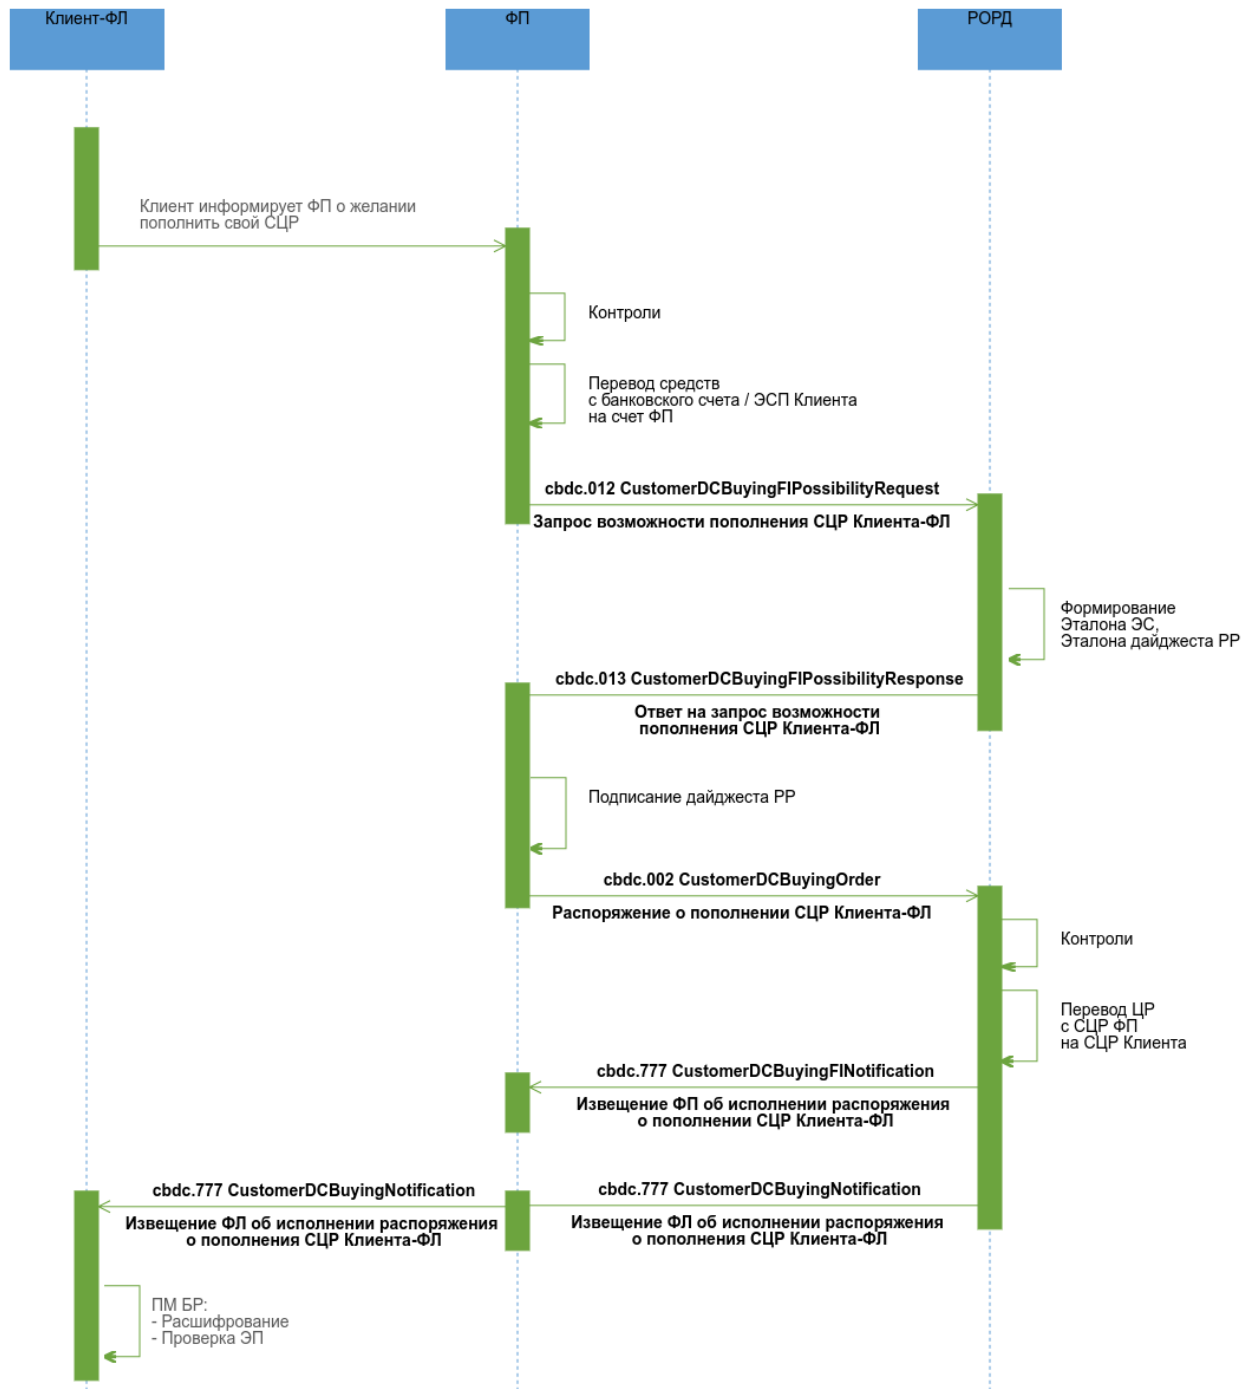 Клиент-ФЛ
ФП
РОРД
Клиент информирует ФП о желании
пополнить свой СЦР
Контроли
Перевод средств
с банковского счета / ЭСП Клиента
на счет ФП
cbdc.012 CustomerDCBuyingFIPossibilityRequest
Запрос возможности пополнения СЦР Клиента-ФЛ
Формирование
Эталона ЭС,
Эталона дайджеста РР
cbdc.013 CustomerDCBuyingFIPossibilityResponse
Ответ на запрос возможности
пополнения СЦР Клиента-ФЛ
Подписание дайджеста РР
cbdc.002 CustomerDCBuyingOrder
Распоряжение о пополнении СЦР Клиента-ФЛ
Контроли
Перевод ЦР
с СЦР ФП
на СЦР Клиента
cbdc.777 CustomerDCBuyingFINotification
Извещение ФП об исполнении распоряжения
о пополнении СЦР Клиента-ФЛ
cbdc.777 CustomerDCBuyingNotification
Извещение ФЛ об исполнении распоряжения
о пополнения СЦР Клиента-ФЛ
cbdc.777 CustomerDCBuyingNotification
Извещение ФЛ об исполнении распоряжения
о пополнения СЦР Клиента-ФЛ
ПМ БР:
- Расшифрование
- Проверка ЭП